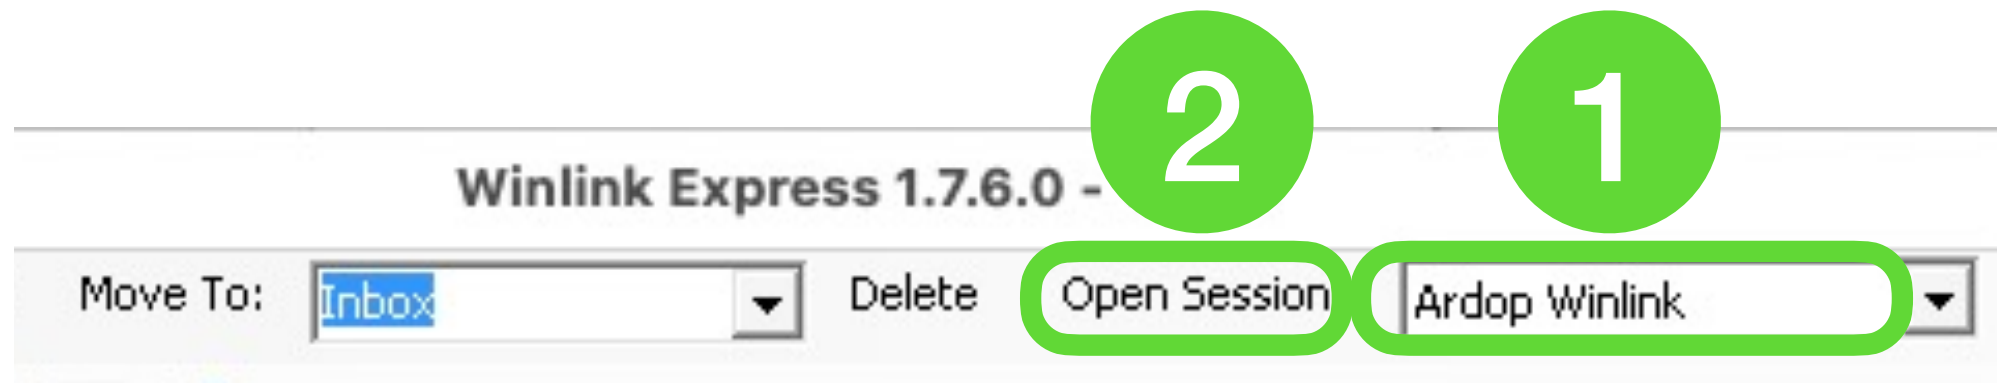 2 1
Winlink Express 1.7.6.0 -
Move To: Inbox Delete Open Session Ardop Winlink